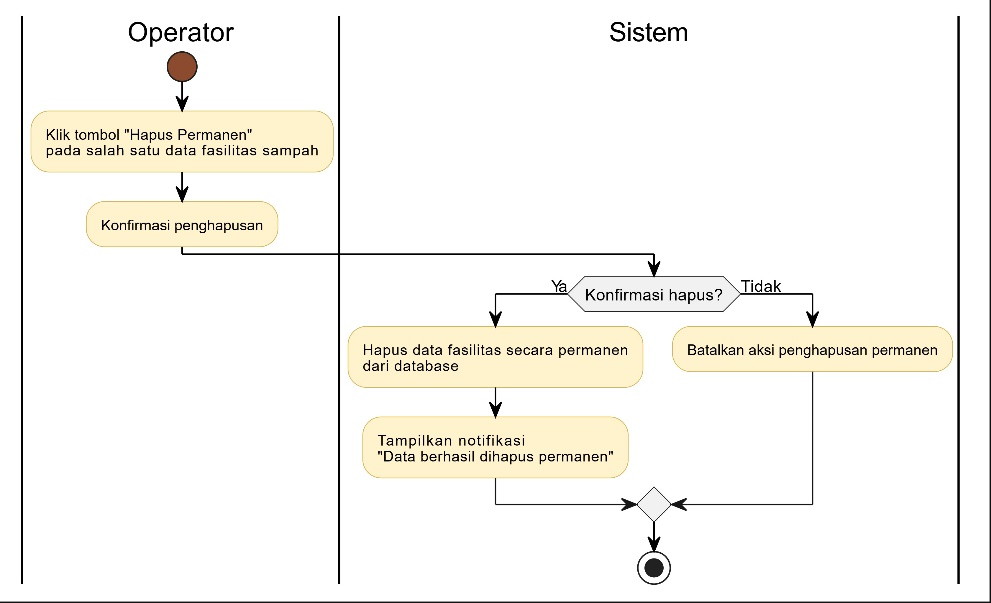 Operator
Sistem
Klik tombol "Hapus Permanen"
pada salah satu data fasilitas sampah
Konfirmasi penghapusan
Ya
Konfirmasi hapus?
Tidak
Hapus data fasilitas secara permanen
dari database
Batalkan aksi penghapusan permanen
Tampilkan notifikasi
"Data berhasil dihapus permanen"